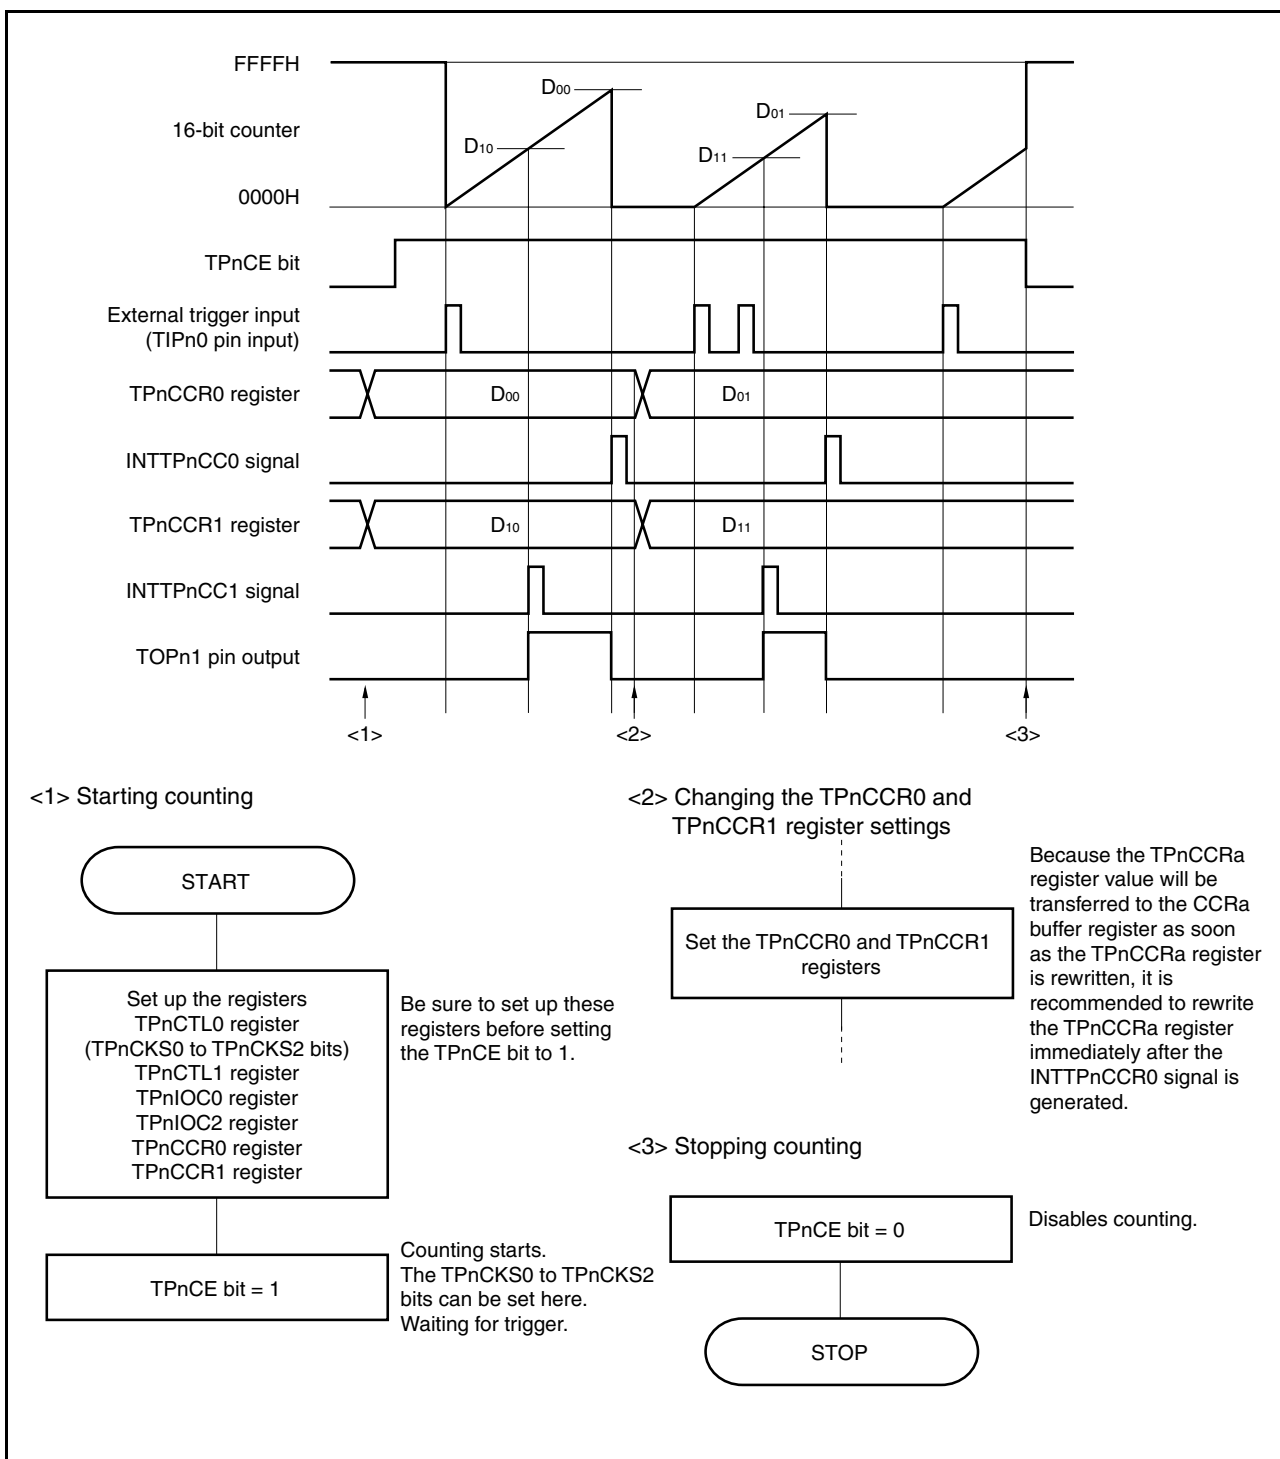 FFFFH
D00
D01
16-bit counter
D10
D11
0000H
TPnCE bit
External trigger input
(TIPn0 pin input)
TPnCCR0 register
D00
D01
INTTPnCC0 signal
TPnCCR1 register
D10
D11
INTTPnCC1 signal
TOPn1 pin output
<1>
<2>
<3>
<1> Starting counting
START
Set up the registers
TPnCTL0 register
(TPnCKS0 to TPnCKS2 bits)
TPnCTL1 register
TPnIOC0 register
TPnIOC2 register
TPnCCR0 register
TPnCCR1 register
Be sure to set up these
registers before setting
the TPnCE bit to 1.
TPnCE bit = 1
Counting starts.
The TPnCKS0 to TPnCKS2
bits can be set here.
Waiting for trigger.
<2> Changing the TPnCCR0 and
TPnCCR1 register settings
Set the TPnCCR0 and TPnCCR1
registers
Because the TPnCCRa
register value will be
transferred to the CCRa
buffer register as soon
as the TPnCCRa register
is rewritten, it is
recommended to rewrite
the TPnCCRa register
immediately after the
INTTPnCCR0 signal is
generated.
<3> Stopping counting
TPnCE bit = 0
Disables counting.
STOP